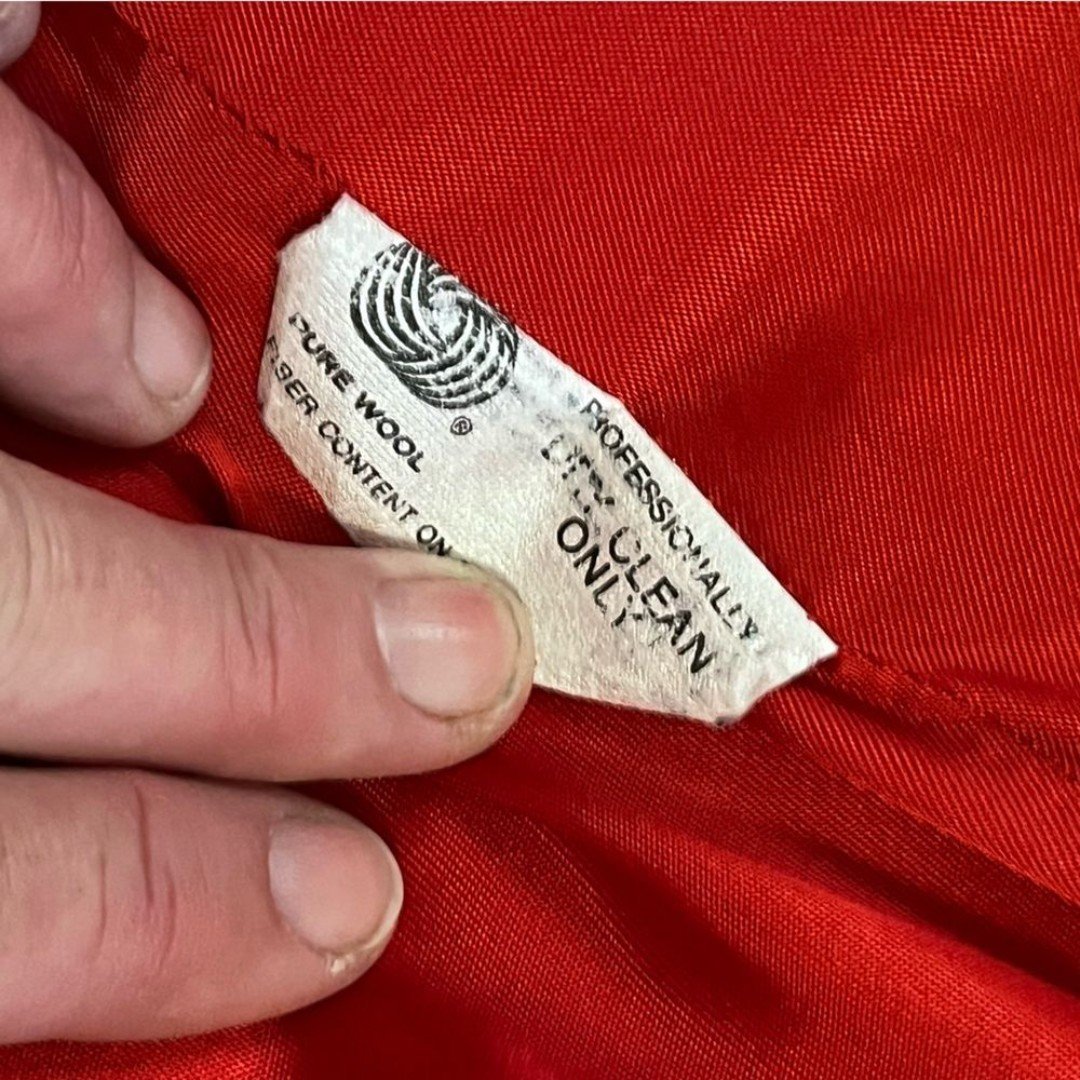 ®
PURE WOOL
FIBER CONTENT ON
PROFESSIONALLY
DRY CLEAN
ONLY